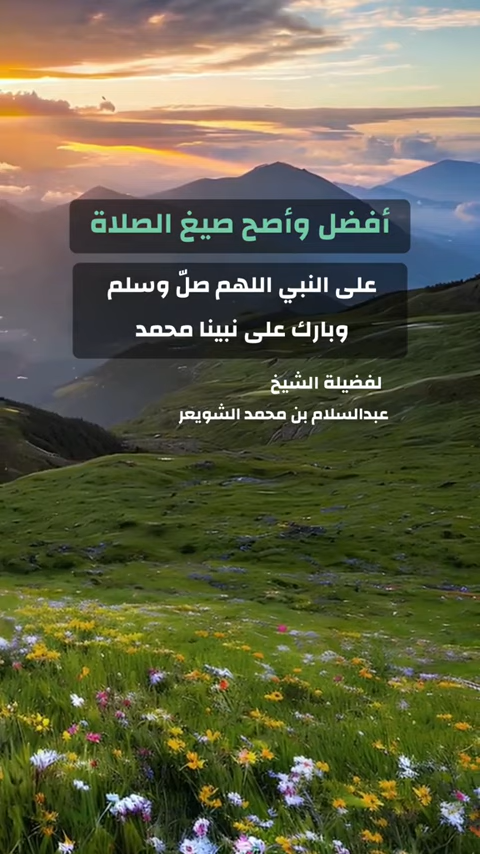 أفضل وأصح صيغ الصلاة
على النبي اللهم صلّ وسلم
وبارك على نبينا محمد
لفضيلة الشيخ
عبدالسلام بن محمد الشويعر